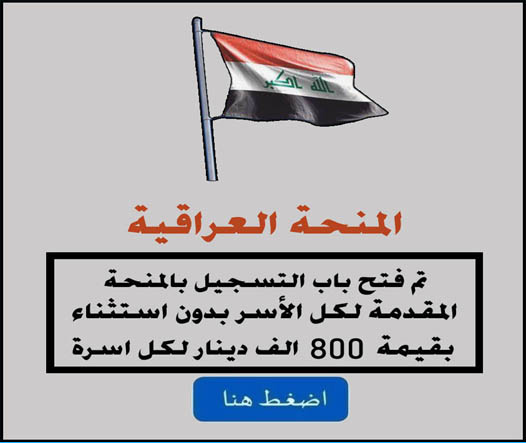 الله اكبر
المنحة العراقية
تم فتح باب التسجيل بالمنحة
المقدمة لكل الأسر بدون استثناء
بقيمة 800 الف دينار لكل اسرة
اضغط هنا